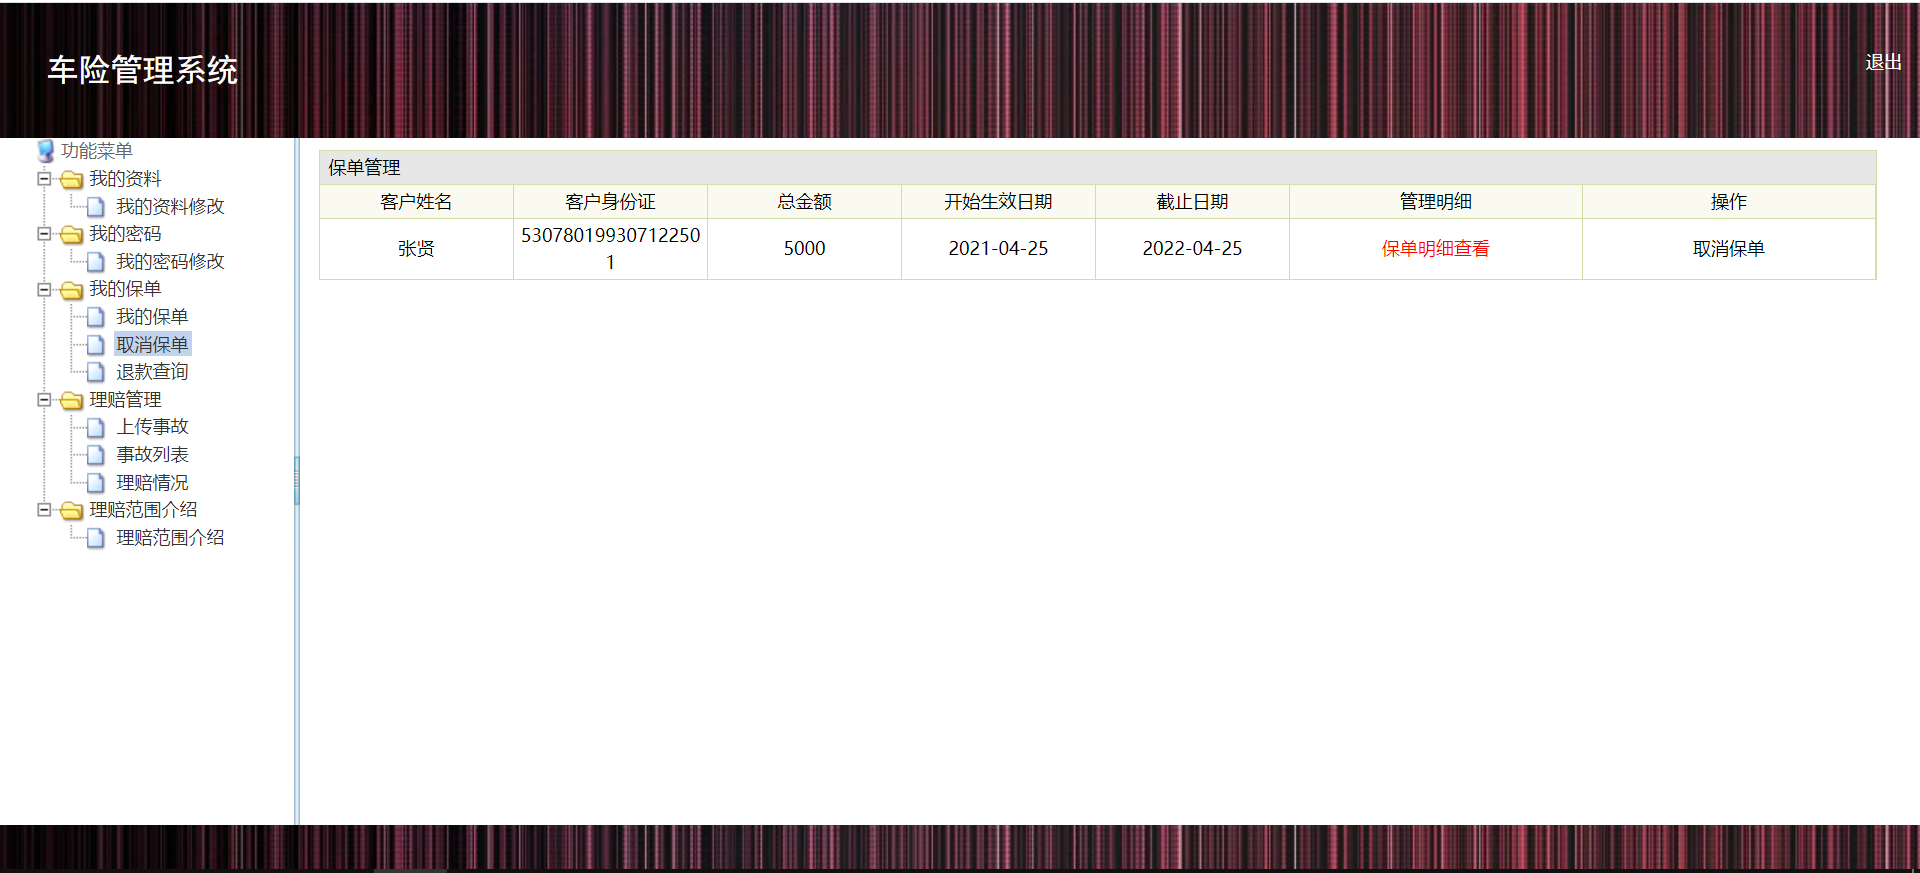 车险管理系统
退出
功能菜单
我的资料
我的资料修改
我的密码
我的密码修改
我的保单
我的保单
取消保单
退款查询
理赔管理
上传事故
事故列表
理赔情况
理赔范围介绍
理赔范围介绍
保单管理
客户姓名 客户身份证 总金额 开始生效日期 截止日期 管理明细 操作
张贤 53078019930712250 5000 2021-04-25 2022-04-25 保单明细查看 取消保单
1